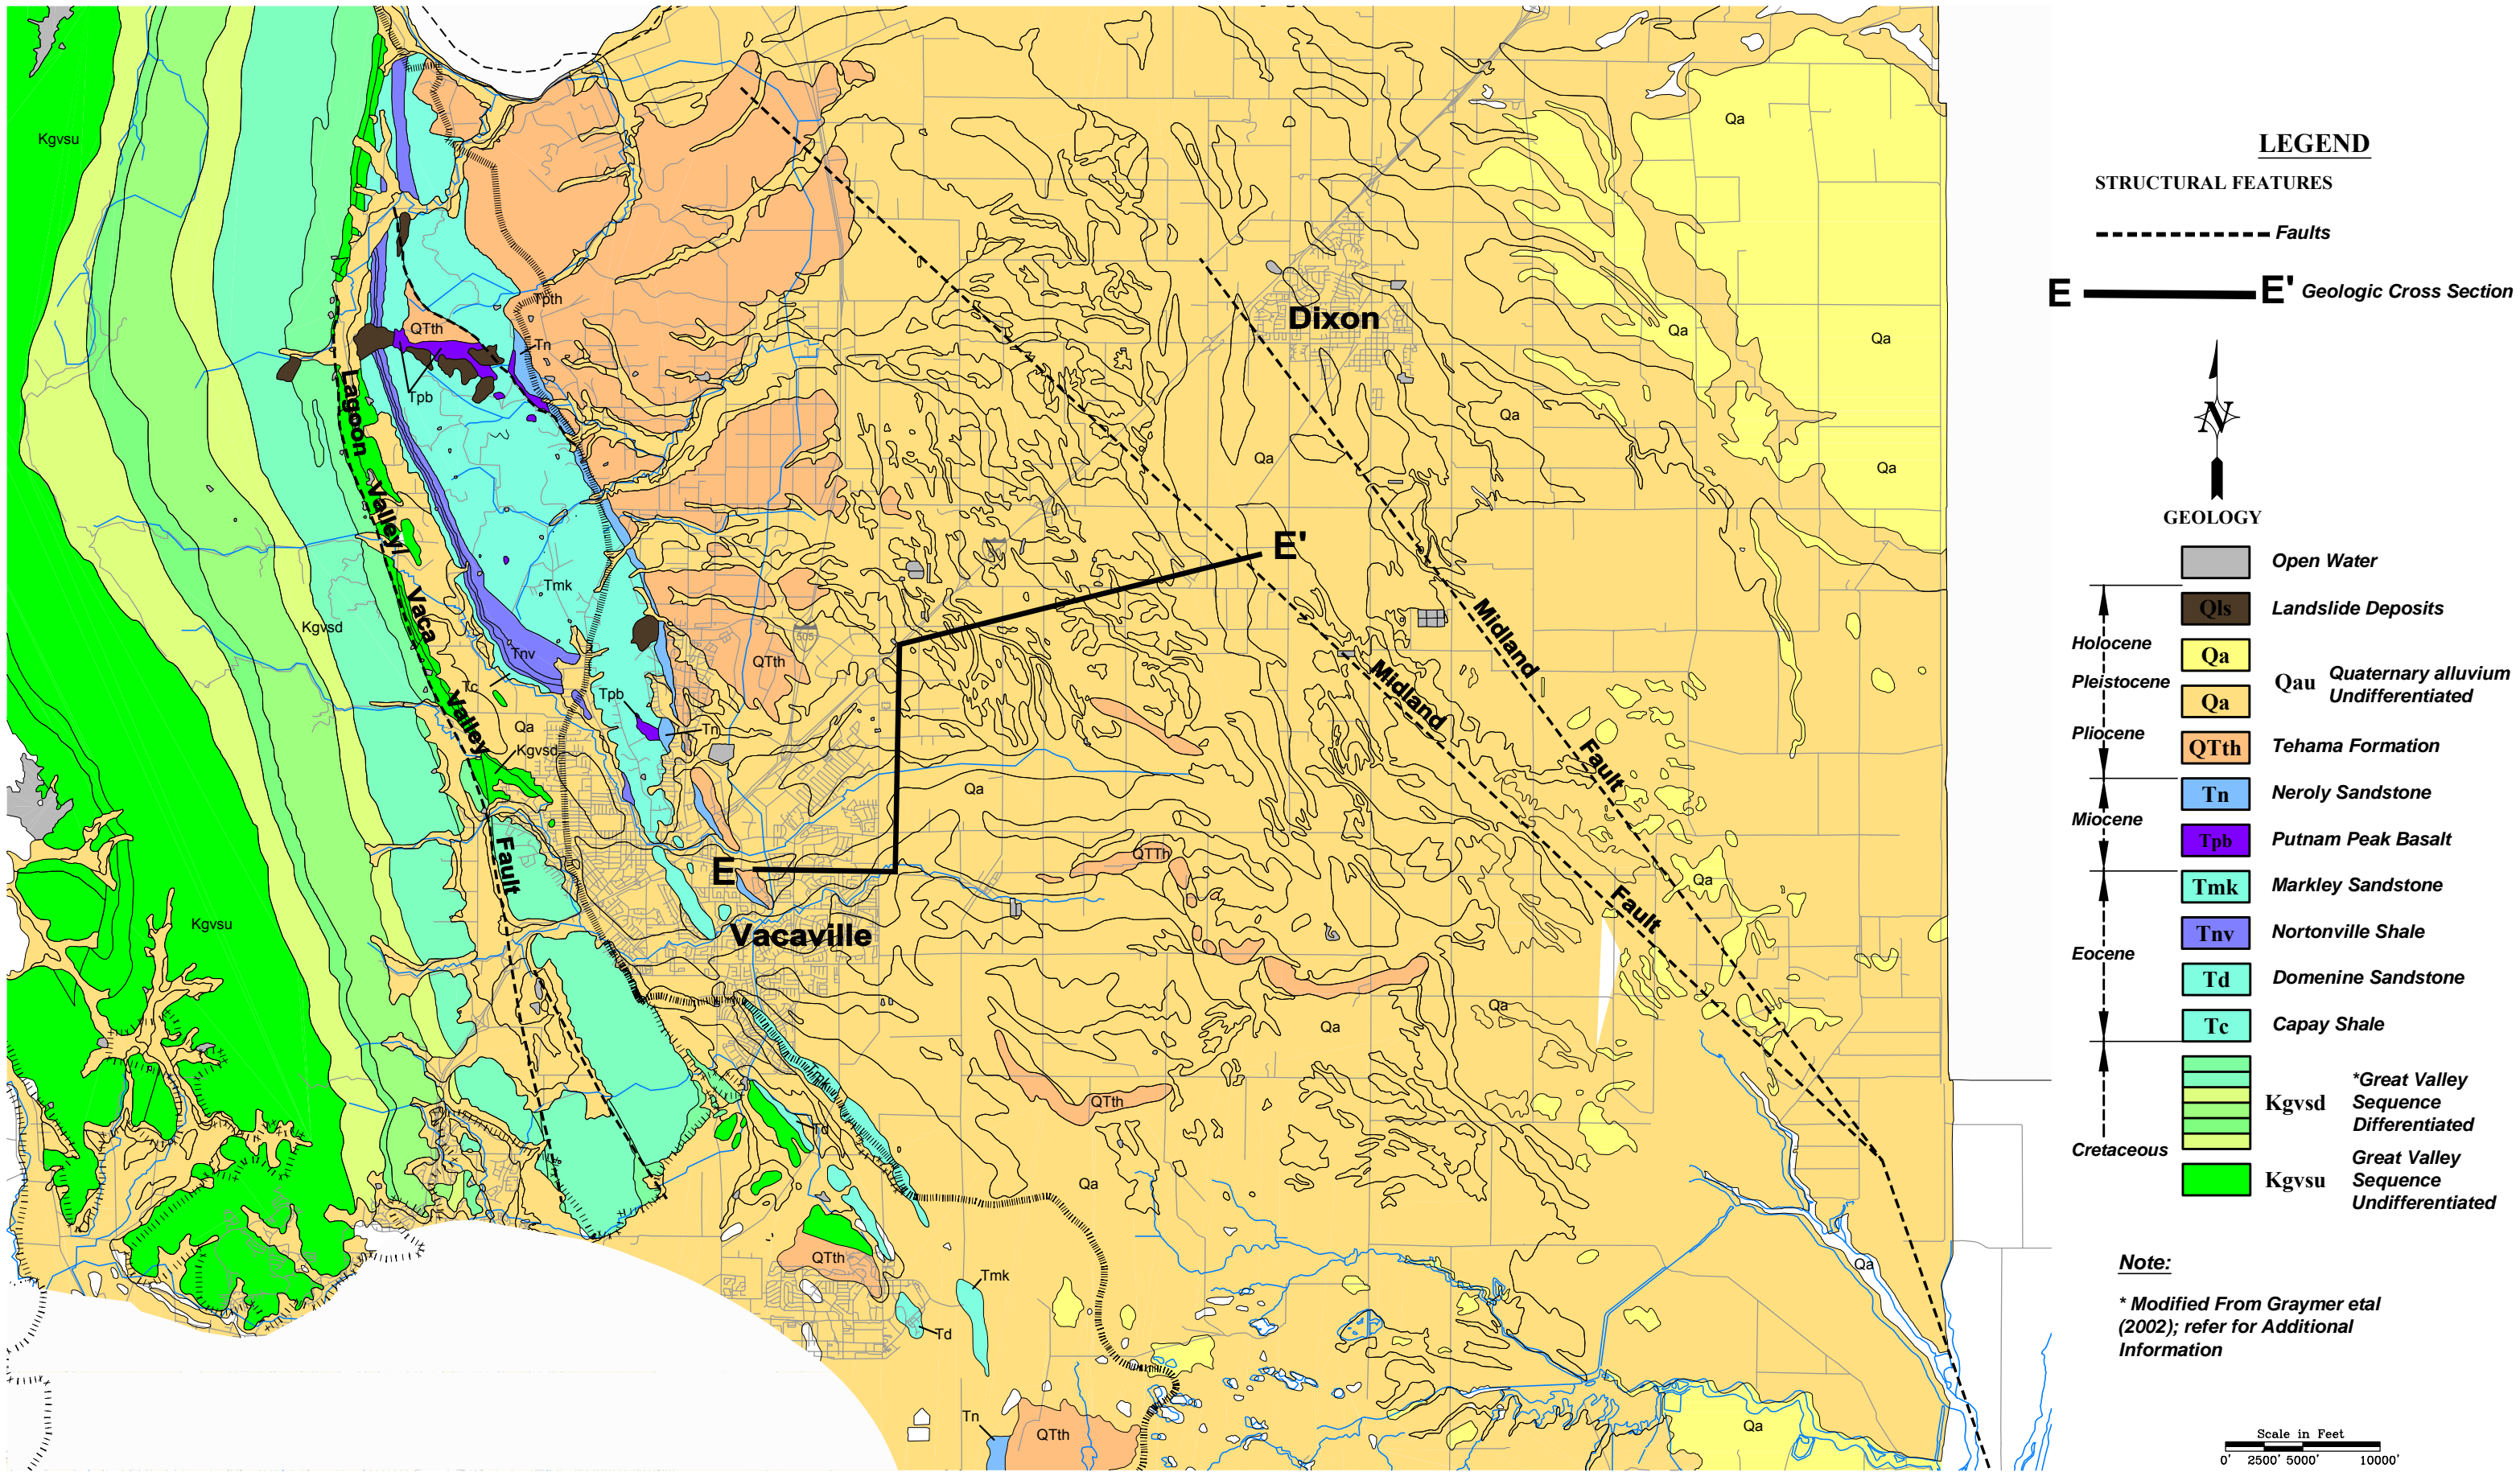 Kgvsu
Qa
Tpth
QTth
Tn
Tpb
Dixon
Qa
Qa
Qa
Qa
Qa
Lagoon
Valley/
Vaca
Valley
Fault
E'
80
Tmk
Kgvsd
Tnv
505
QTth
Tc
Tpb
Qa
Tn
Kgvsd
Midland
Fault
Midland
Fault
Qa
QTTh
Qa
E
Kgvsu
Vacaville
Qa
Qa
Tmk
QTth
Td
Qa
QTth
Tmk
Qa
Td
Tn
QTth
Qa
LEGEND
STRUCTURAL FEATURES
Faults
E E' Geologic Cross Section
N
GEOLOGY
Open Water
Qls Landslide Deposits
Holocene
Qa
Pleistocene
Qau Quaternary alluvium
Undifferentiated
Qa
Pliocene
QTth Tehama Formation
Tn Neroly Sandstone
Miocene
Tpb Putnam Peak Basalt
Tmk Markley Sandstone
Tnv Nortonville Shale
Eocene
Td Domenine Sandstone
Tc Capay Shale
Kgvsd
*Great Valley
Sequence
Differentiated
Cretaceous
Kgvsu
Great Valley
Sequence
Undifferentiated
Note:
* Modified From Graymer etal
(2002); refer for Additional
Information
Scale in Feet
0' 2500' 5000' 10000'